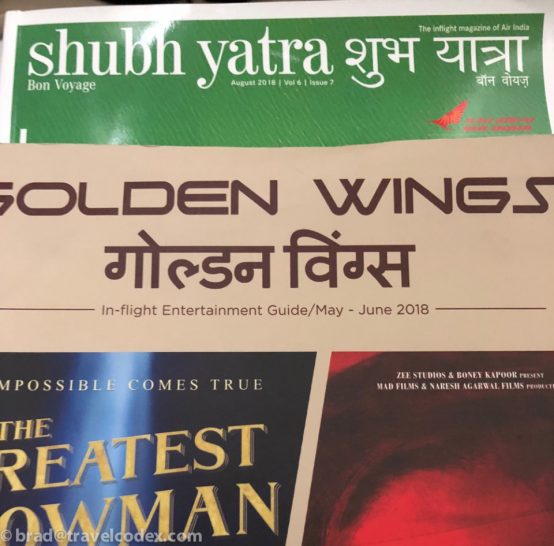 The inflight magazine of Air India
shubh yatra शुभ यात्रा
Bon Voyage
August 2018 | Vol 6 | Issue 7
बॉन वोयज़
GOLDEN WINGS
गोल्डन विंग्स
In-flight Entertainment Guide/May - June 2018
MPOSSIBLE COMES TRUE
THE
REATEST
OWMAN
ZEE STUDIOS & BONEY KAPOOR PRESENT
MAD FILMS & NARESH AGARWAL FILMS PRODUCTI
© brad@travelcodex.com